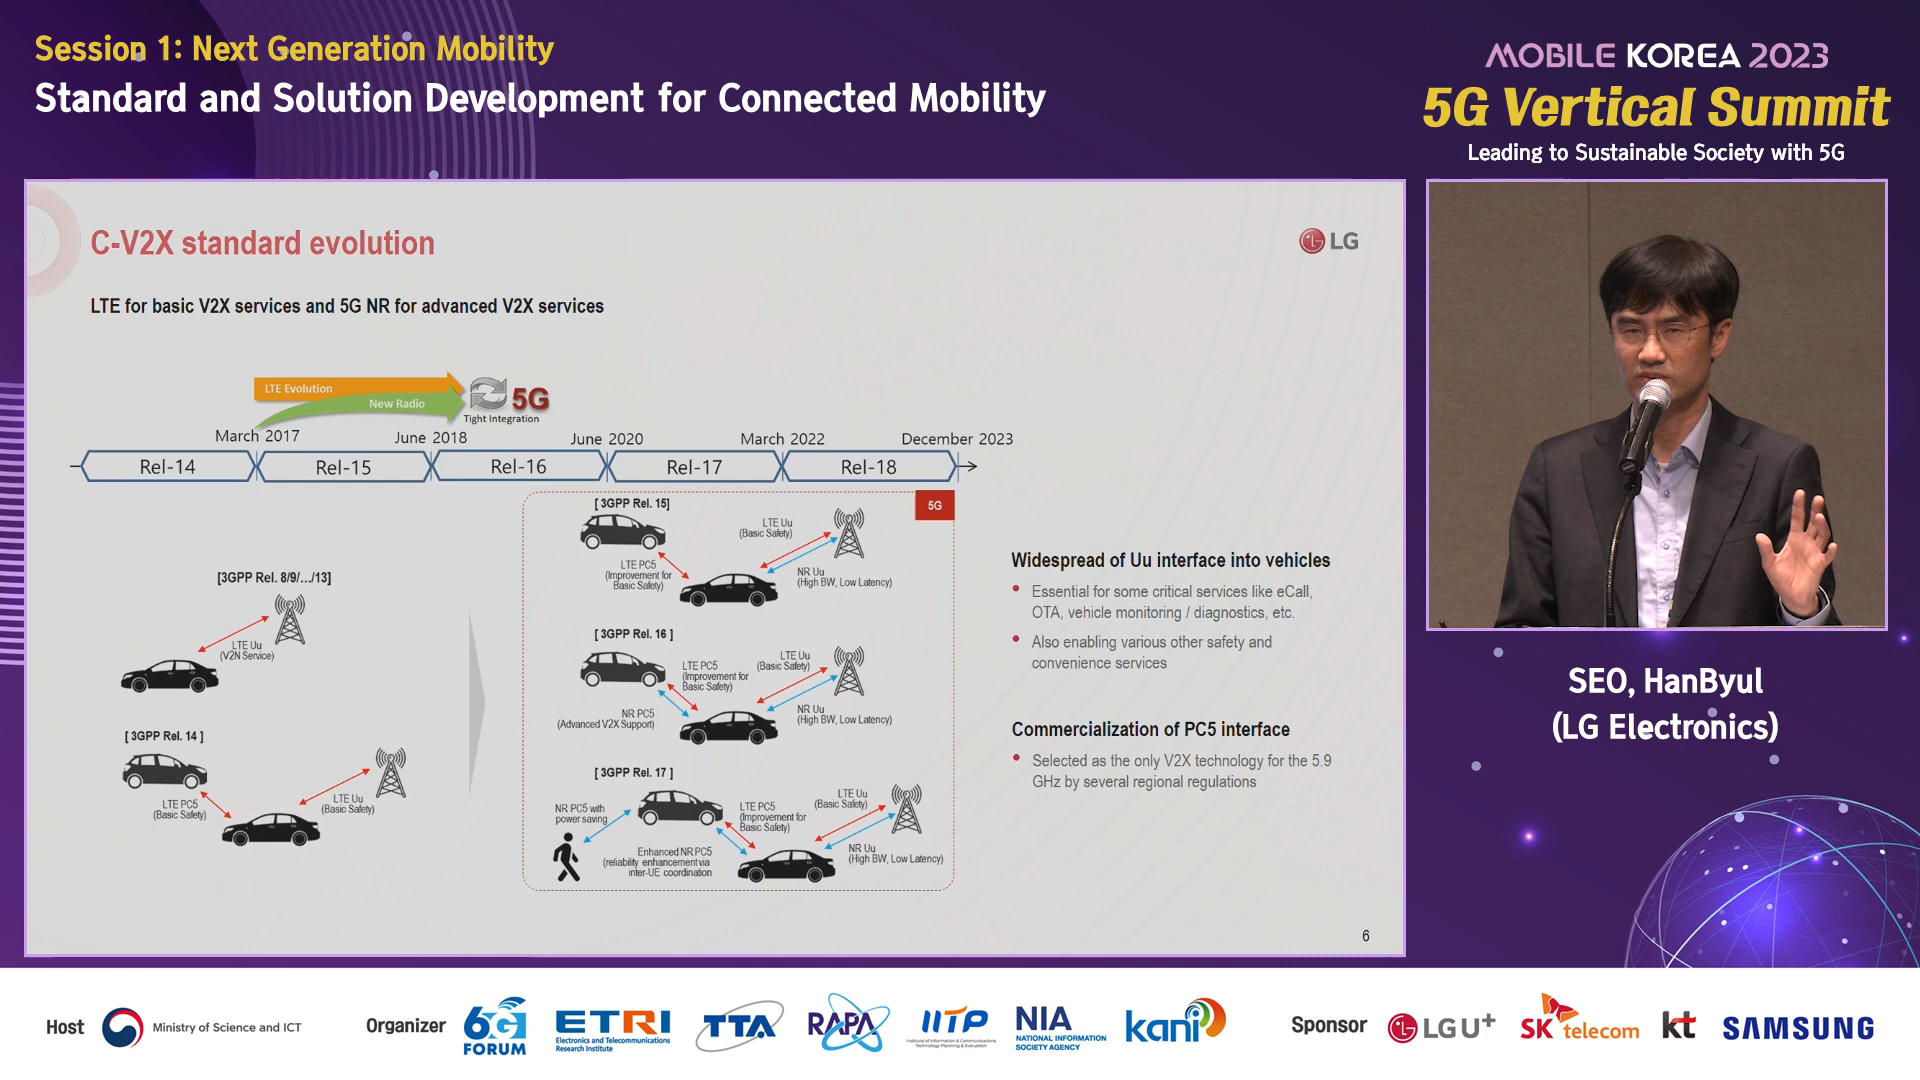 Session 1: Next Generation Mobility
Standard and Solution Development for Connected Mobility
MOBILE KOREA 2023
5G Vertical Summit
Leading to Sustainable Society with 5G
C-V2X standard evolution
LG
LTE for basic V2X services and 5G NR for advanced V2X services
LTE Evolution
New Radio
5G
Tight Integration
March 2017
June 2018
June 2020
March 2022
December 2023
Rel-14
Rel-15
Rel-16
Rel-17
Rel-18
[3GPP Rel. 8/9/.../13]
LTE Uu
(V2N Service)
[ 3GPP Rel. 14 ]
LTE PC5
(Basic Safety)
LTE Uu
(Basic Safety)
5G
[ 3GPP Rel. 15]
LTE Uu
(Basic Safety)
LTE PC5
(Improvement for
Basic Safety)
NR Uu
(High BW, Low Latency)
[ 3GPP Rel. 16 ]
LTE PC5
(Improvement for
Basic Safety)
LTE Uu
(Basic Safety)
NR PC5
(Advanced V2X Support)
NR Uu
(High BW, Low Latency)
[ 3GPP Rel. 17 ]
NR PC5 with
power saving
LTE PC5
(Improvement for
Basic Safety)
LTE Uu
(Basic Safety)
Enhanced NR PC5
(reliability enhancement via
inter-UE coordination
NR Uu
(High BW, Low Latency)
Widespread of Uu interface into vehicles
• Essential for some critical services like eCall,
OTA, vehicle monitoring / diagnostics, etc.
• Also enabling various other safety and
convenience services
Commercialization of PC5 interface
• Selected as the only V2X technology for the 5.9
GHz by several regional regulations
6
SEO, HanByul
(LG Electronics)
Host
Ministry of Science and ICT
Organizer
6G
FORUM
ETRI
Electronics and Telecommunications
Research Institute
TTA
RAPA
IITP
Institute of Information & Communications
Technology Planning & Evaluation
NIA
NATIONAL INFORMATION
SOCIETY AGENCY
kani
Sponsor
LG U+
SK telecom
kt
SAMSUNG